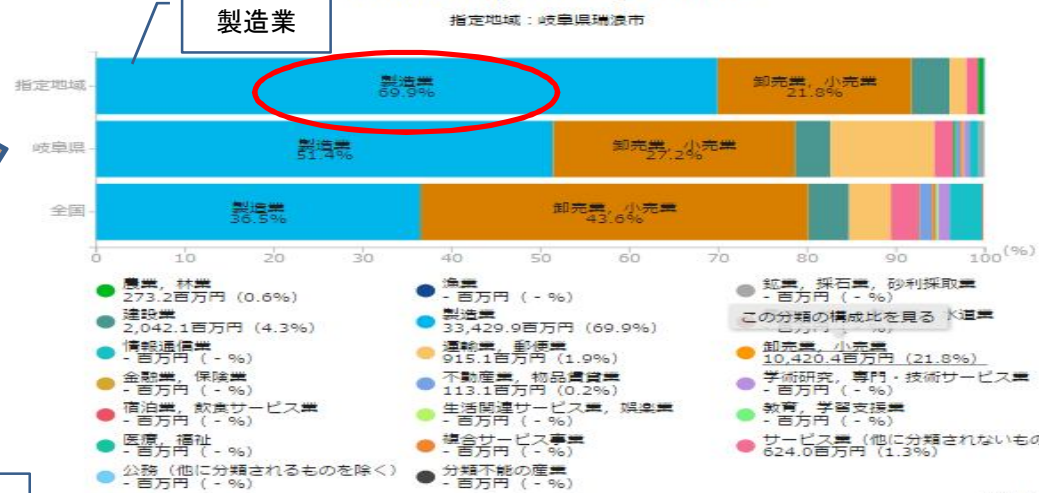 製造業
指定地域：岐阜県瑞浪市
指定地域
製造業
69.9%
卸売業，小売業
21.8%
岐阜県
製造業
51.4%
卸売業，小売業
27.2%
全国
製造業
36.5%
卸売業，小売業
43.6%
0 10 20 30 40 50 60 70 80 90 100 (%)
農業，林業
273.2百万円（0.6%）
漁業
- 百万円（ - %）
鉱業，採石業，砂利採取業
- 百万円（ - %）
建設業
2,042.1百万円（4.3%）
製造業
33,429.9百万円（69.9%）
この分類の構成比を見る
水道業
情報通信業
- 百万円（ - %）
運輸業，郵便業
915.1百万円（1.9%）
卸売業，小売業
10,420.4百万円（21.8%）
金融業，保険業
- 百万円（ - %）
不動産業，物品賃貸業
113.1百万円（0.2%）
学術研究，専門・技術サービス業
- 百万円（ - %）
宿泊業，飲食サービス業
- 百万円（ - %）
生活関連サービス業，娯楽業
- 百万円（ - %）
教育，学習支援業
- 百万円（ - %）
医療，福祉
- 百万円（ - %）
複合サービス事業
- 百万円（ - %）
サービス業（他に分類されないもの
624.0百万円（1.3%）
公務（他に分類されるものを除く）
- 百万円（ - %）
分類不能の産業
- 百万円（ - %）